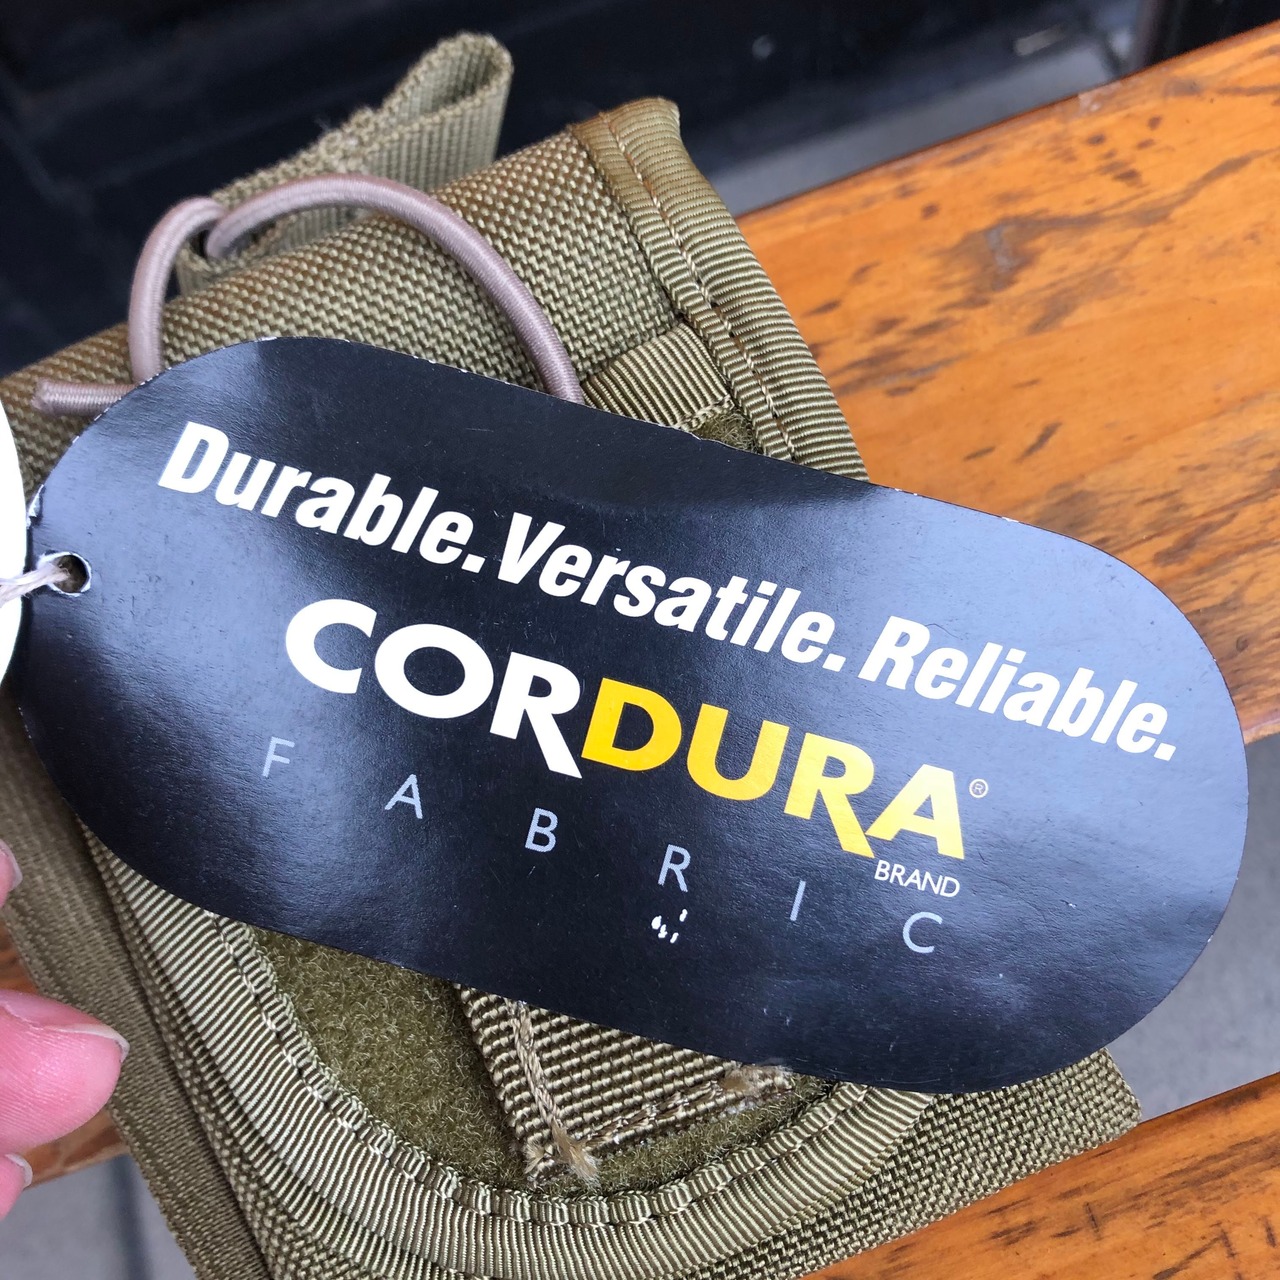 Durable. Versatile. Reliable.
CORDURA®
BRAND
FABRIC